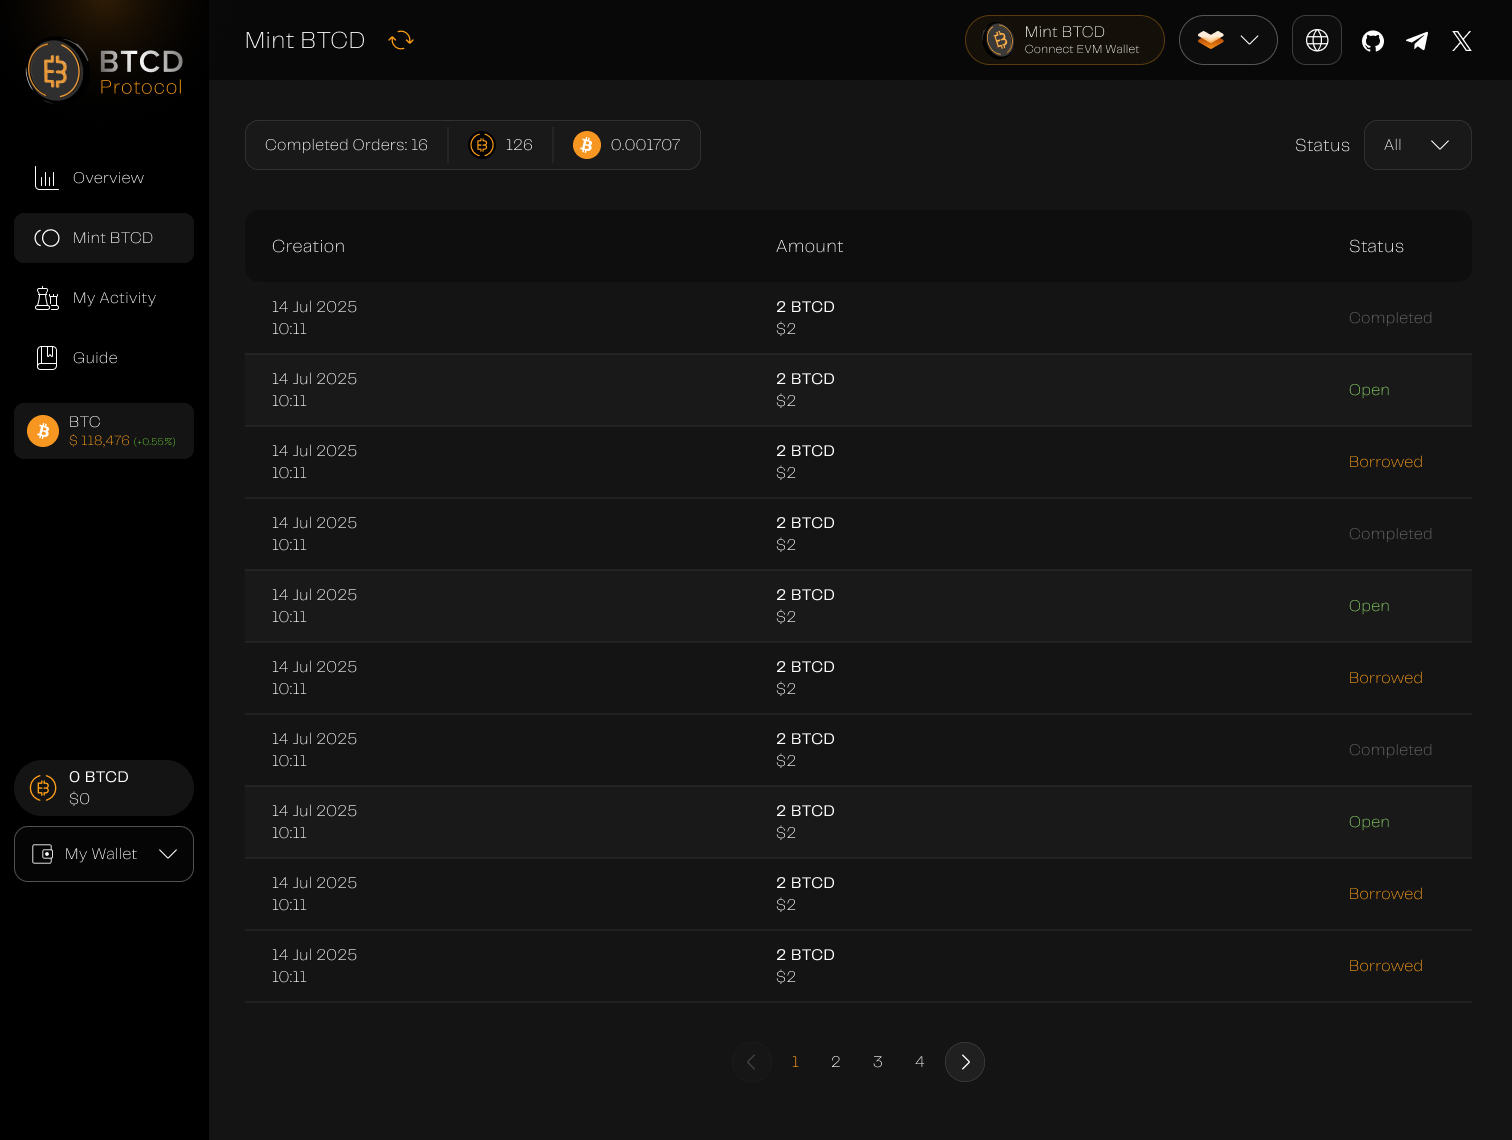 BTCD
Protocol
Overview
Mint BTCD
My Activity
Guide
BTC
$ 118,476 (+0.55%)
0 BTCD
$0
My Wallet
Mint BTCD
Mint BTCD
Connect EVM Wallet
Completed Orders: 16
126
0.001707
Status
All
Creation
Amount
Status
14 Jul 2025
10:11
2 BTCD
$2
Completed
14 Jul 2025
10:11
2 BTCD
$2
Open
14 Jul 2025
10:11
2 BTCD
$2
Borrowed
14 Jul 2025
10:11
2 BTCD
$2
Completed
14 Jul 2025
10:11
2 BTCD
$2
Open
14 Jul 2025
10:11
2 BTCD
$2
Borrowed
14 Jul 2025
10:11
2 BTCD
$2
Completed
14 Jul 2025
10:11
2 BTCD
$2
Open
14 Jul 2025
10:11
2 BTCD
$2
Borrowed
14 Jul 2025
10:11
2 BTCD
$2
Borrowed
1 2 3 4